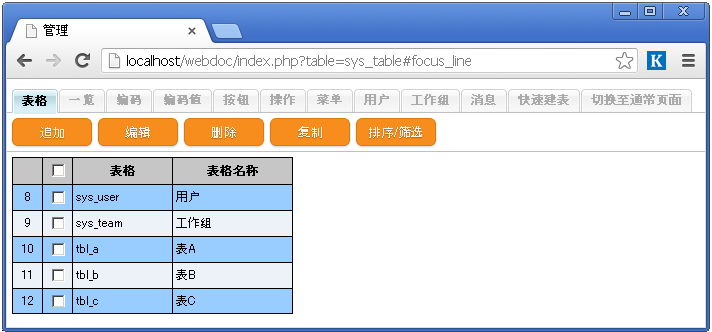 管理
localhost/webdoc/index.php?table=sys_table#focus_line
K
表格 一览 编码 编码值 按钮 操作 菜单 用户 工作组 消息 快速建表 切换至通常页面
追加 编辑 删除 复制 排序/筛选
表格 表格名称
8 sys_user 用户
9 sys_team 工作组
10 tbl_a 表A
11 tbl_b 表B
12 tbl_c 表C